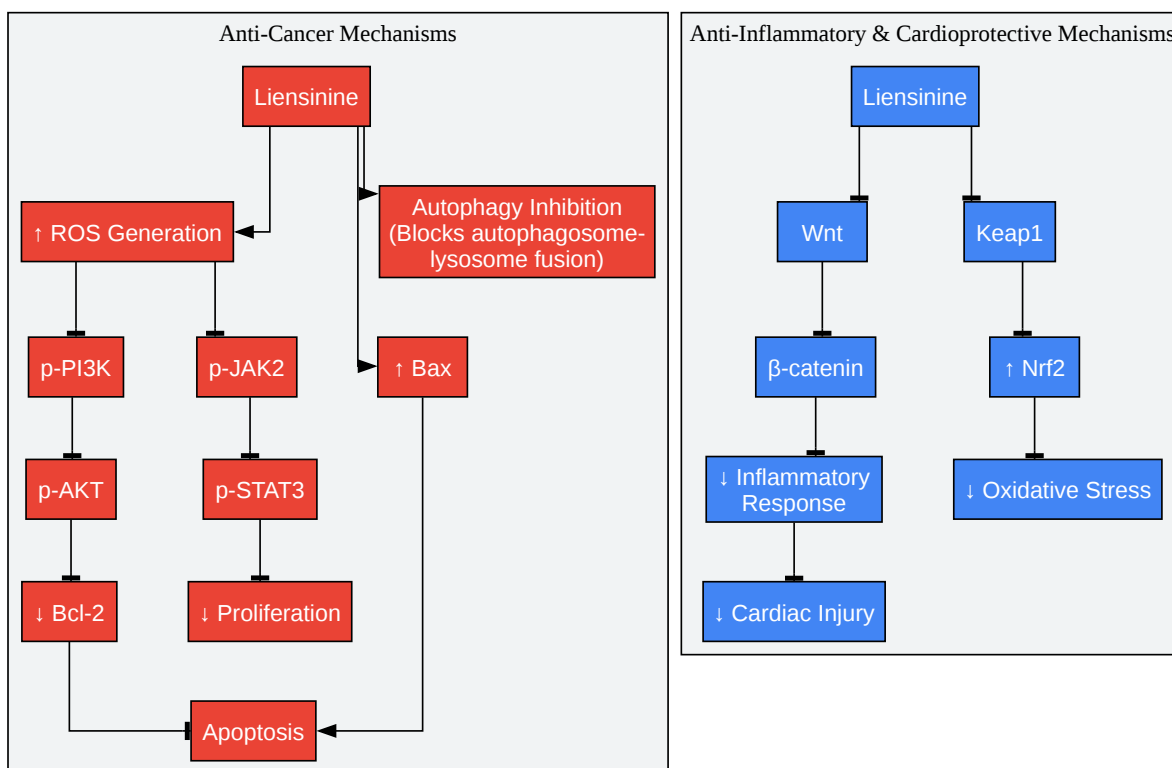 Anti-Cancer Mechanisms
Liensinine
↑ ROS Generation
Autophagy Inhibition
(Blocks autophagosome-
lysosome fusion)
p-PI3K
p-JAK2
↑ Bax
p-AKT
p-STAT3
↓ Bcl-2
↓ Proliferation
Apoptosis
Anti-Inflammatory & Cardioprotective Mechanisms
Liensinine
Wnt
Keap1
β-catenin
↑ Nrf2
↓ Inflammatory
Response
↓ Oxidative Stress
↓ Cardiac Injury